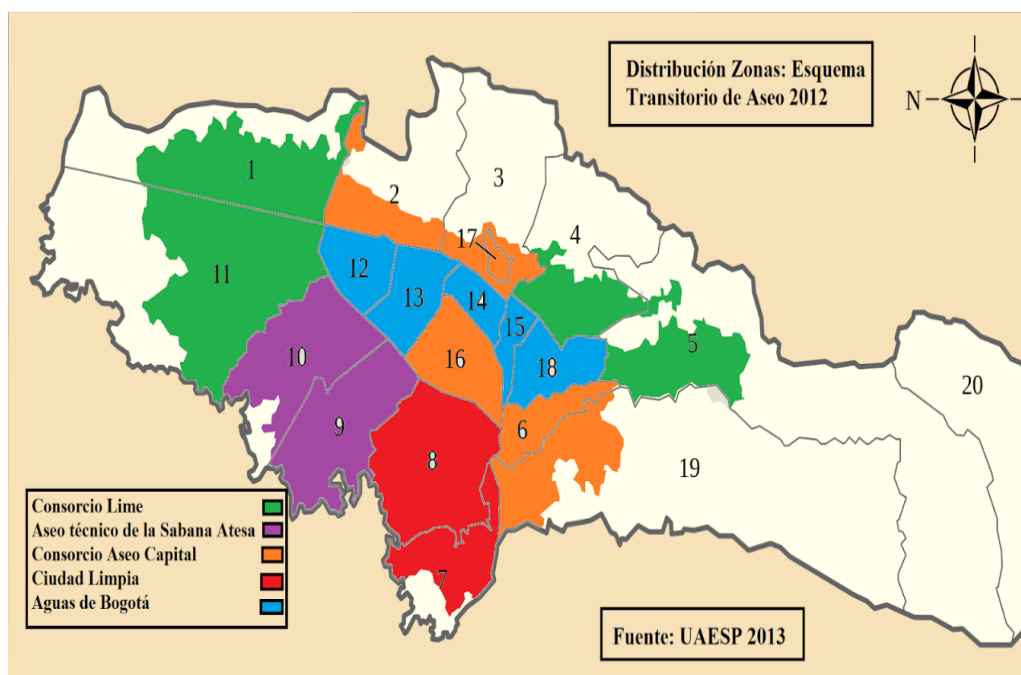 Distribución Zonas: Esquema
Transitorio de Aseo 2012
N
1
2
3
4
17
11
12
13
14
15
10
16
18
5
20
9
8
6
19
7
Consorcio Lime
Aseo técnico de la Sabana Atesa
Consorcio Aseo Capital
Ciudad Limpia
Aguas de Bogotá
Fuente: UAESP 2013